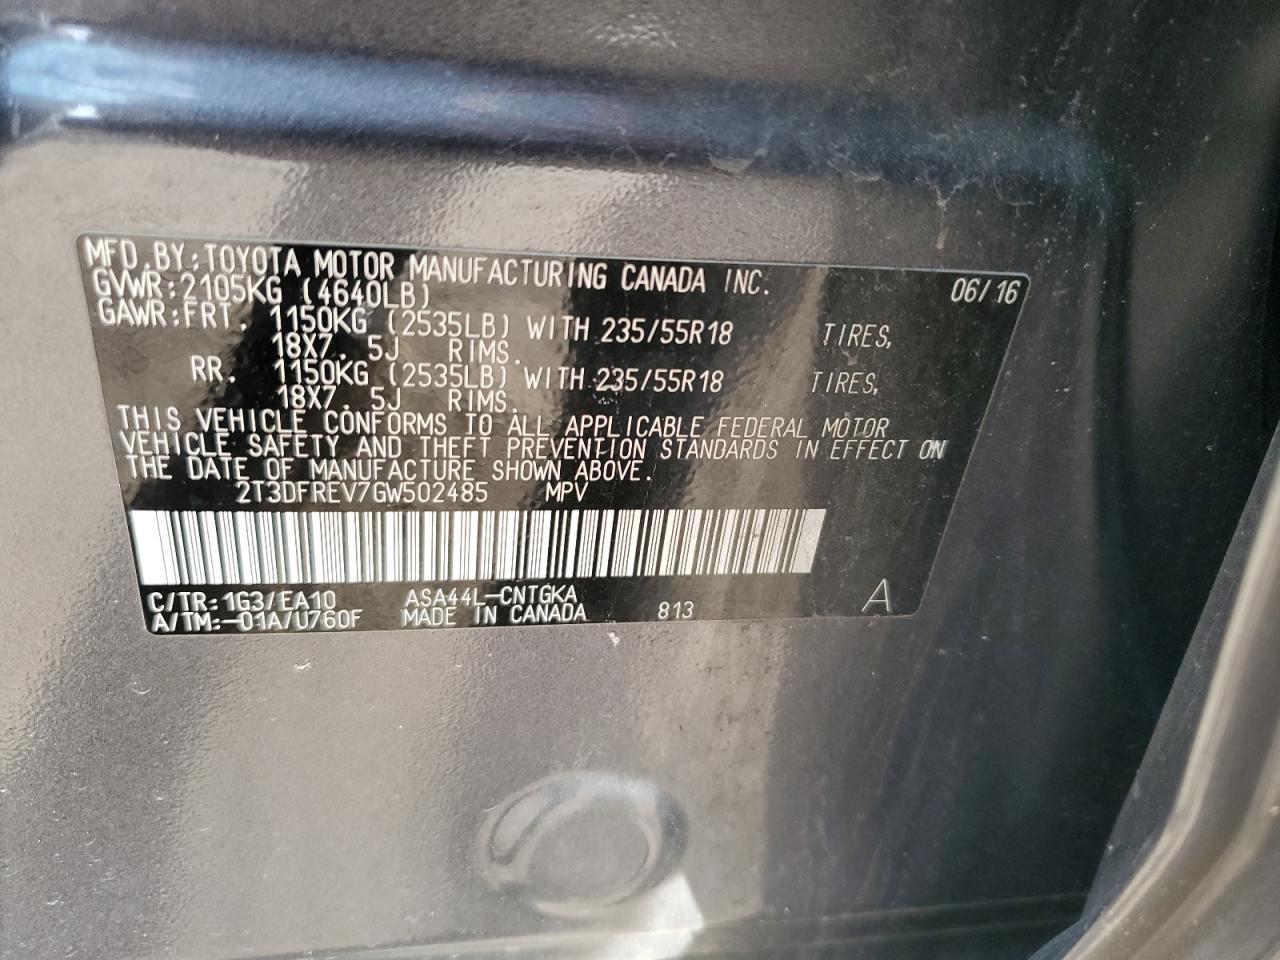 MFD. BY: TOYOTA MOTOR MANUFACTURING CANADA INC. 06/16
GVWR: 2105KG (4640LB)
GAWR: FRT. 1150KG (2535LB) WITH 235/55R18 TIRES,
18X7. 5J RIMS.
RR. 1150KG (2535LB) WITH 235/55R18 TIRES,
18X7. 5J RIMS.
THIS VEHICLE CONFORMS TO ALL APPLICABLE FEDERAL MOTOR
VEHICLE SAFETY AND THEFT PREVENTION STANDARDS IN EFFECT ON
THE DATE OF MANUFACTURE SHOWN ABOVE.
2T3DFREV7GW502485 MPV
C/TR: 1G3/EA10 ASA44L-CNTGKA
A/TM:-01A/U760F MADE IN CANADA 813 A